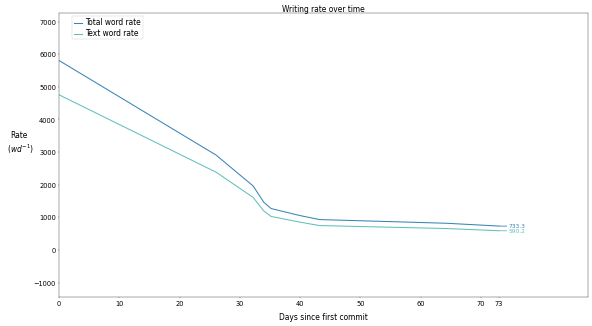 Writing rate over time
Total word rate
Text word rate
7000
6000
5000
4000
3000
2000
1000
0
−1000
Rate
(wd⁻¹)
733.3
590.2
0 10 20 30 40 50 60 70 73
Days since first commit